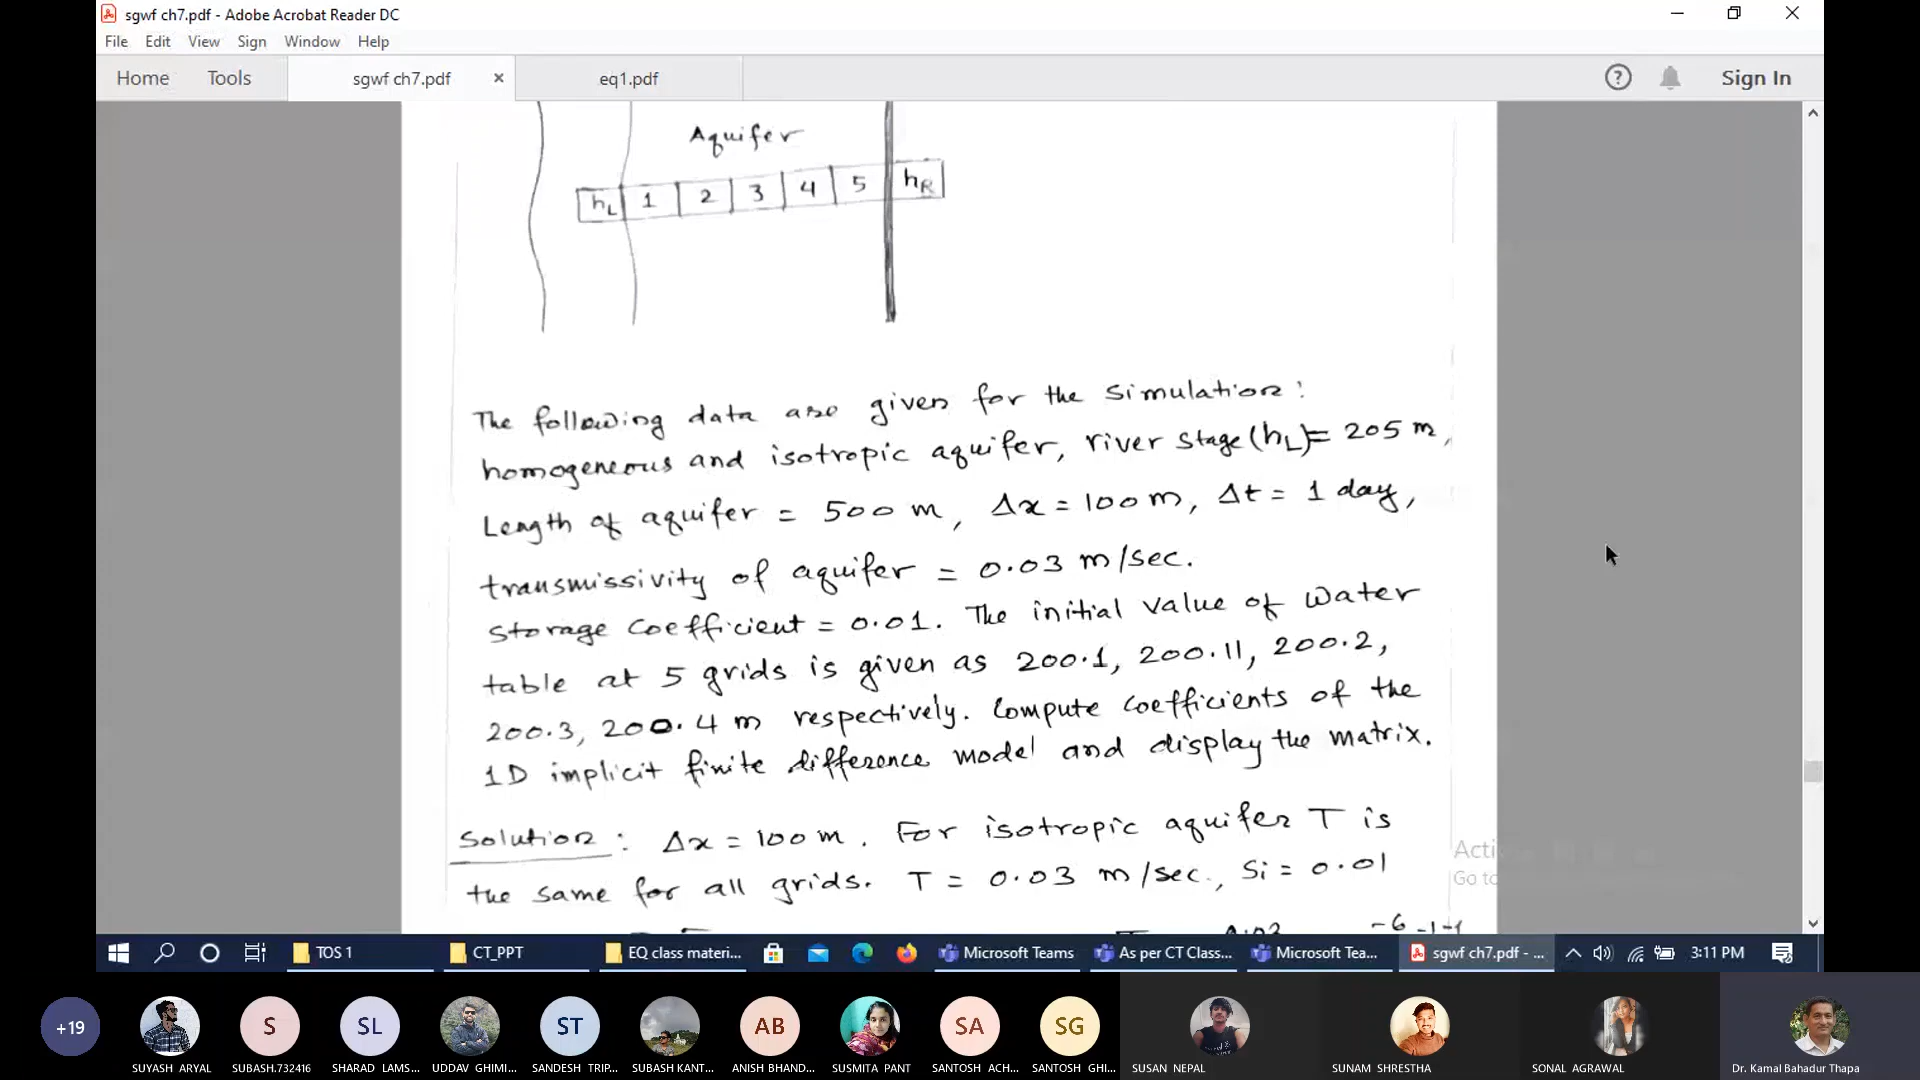 sgwf ch7.pdf - Adobe Acrobat Reader DC
File Edit View Sign Window Help
Home Tools sgwf ch7.pdf eq1.pdf Sign In
Aquifer
hL 1 2 3 4 5 hR
The following data are given for the simulation:
homogeneous and isotropic aquifer, river stage (hL) = 205 m,
Length of aquifer = 500 m, Δx = 100 m, Δt = 1 day,
transmissivity of aquifer = 0.03 m/sec.
storage coefficient = 0.01. The initial value of water
table at 5 grids is given as 200.1, 200.11, 200.2,
200.3, 200.4 m respectively. Compute coefficients of the
1D implicit finite difference model and display the matrix.
Solution: Δx = 100 m. For isotropic aquifer T is
the same for all grids. T = 0.03 m/sec., Si = 0.01
Go to
TOS 1 CT_PPT EQ class materi... Microsoft Teams As per CT Class... Microsoft Tea... sgwf ch7.pdf - ... 3:11 PM
+19 S SL ST AB SA SG
SUYASH ARYAL SUBASH.732416 SHARAD LAMS... UDDAV GHIMI... SANDESH TRIP... SUBASH KANT... ANISH BHAND... SUSMITA PANT SANTOSH ACH... SANTOSH GHI... SUSAN NEPAL SUNAM SHRESTHA SONAL AGRAWAL Dr. Kamal Bahadur Thapa